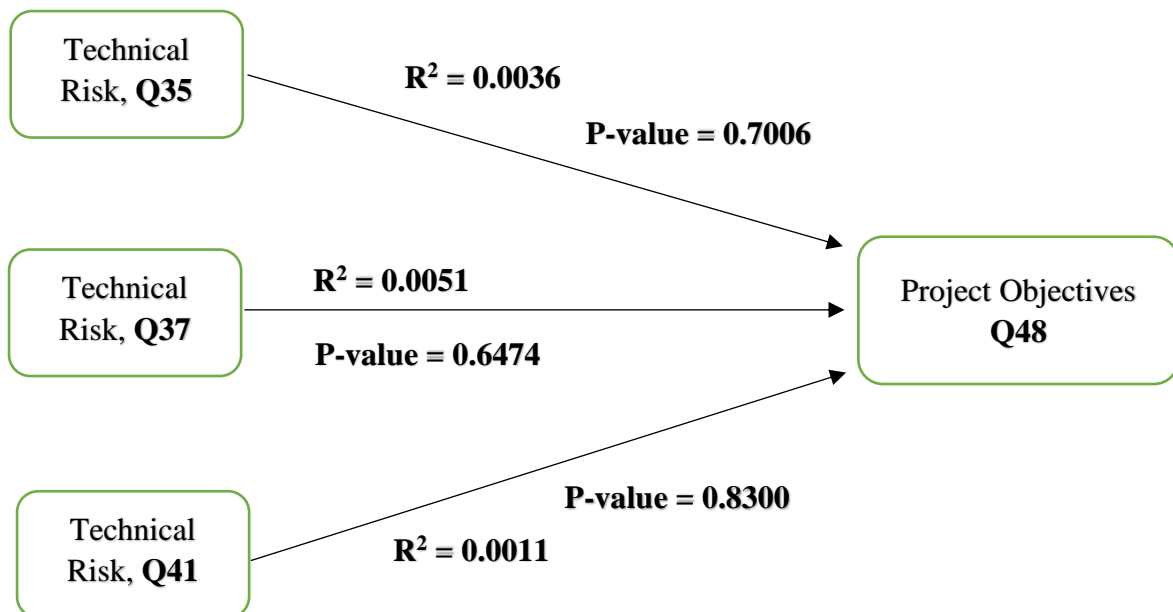 Technical
Risk, Q35
R² = 0.0036
P-value = 0.7006
Technical
Risk, Q37
R² = 0.0051
P-value = 0.6474
Project Objectives
Q48
Technical
Risk, Q41
P-value = 0.8300
R² = 0.0011